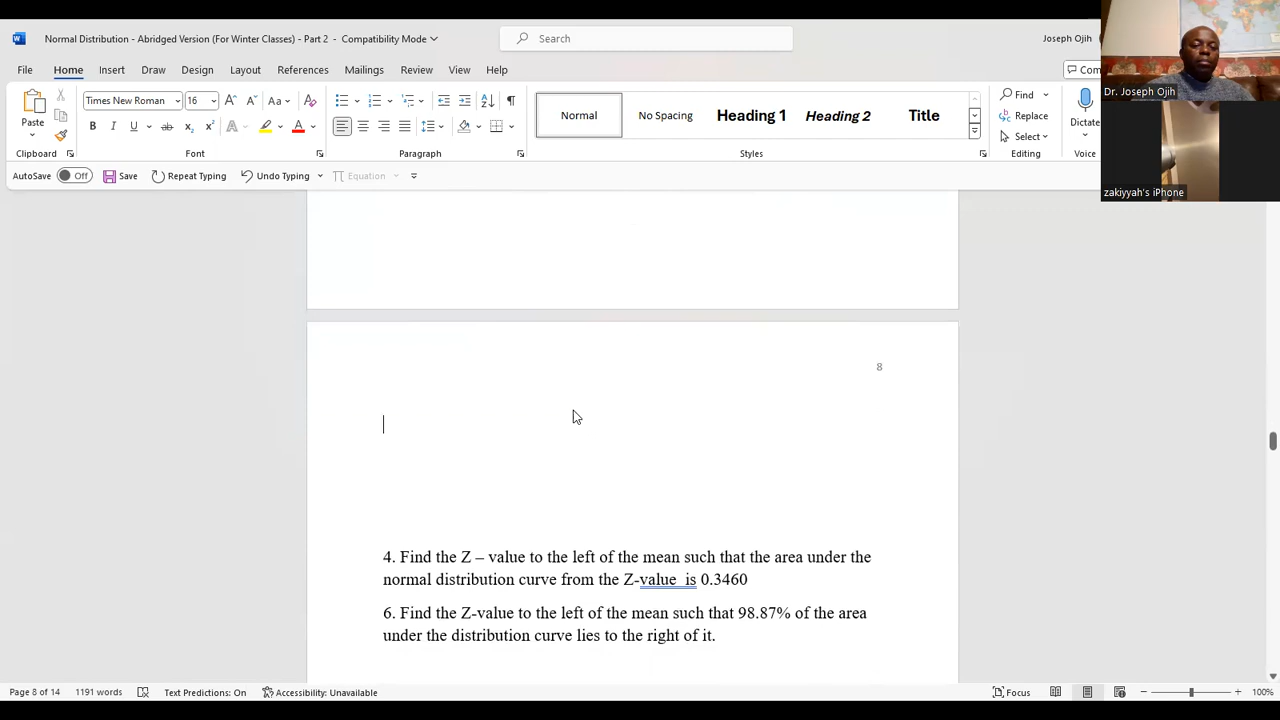 Normal Distribution - Abridged Version (For Winter Classes) - Part 2 - Compatibility Mode
Search
Joseph Ojih
File Home Insert Draw Design Layout References Mailings Review View Help
Com
Paste
Times New Roman 16
Normal No Spacing Heading 1 Heading 2 Title
Find
Replace
Select
Dictate
Clipboard Font Paragraph Styles Editing Voice
AutoSave Off Save Repeat Typing Undo Typing Equation
Dr. Joseph Ojih
zakiyyah's iPhone
8
4. Find the Z – value to the left of the mean such that the area under the
normal distribution curve from the Z-value is 0.3460
6. Find the Z-value to the left of the mean such that 98.87% of the area
under the distribution curve lies to the right of it.
Page 8 of 14 1191 words Text Predictions: On Accessibility: Unavailable Focus 100%